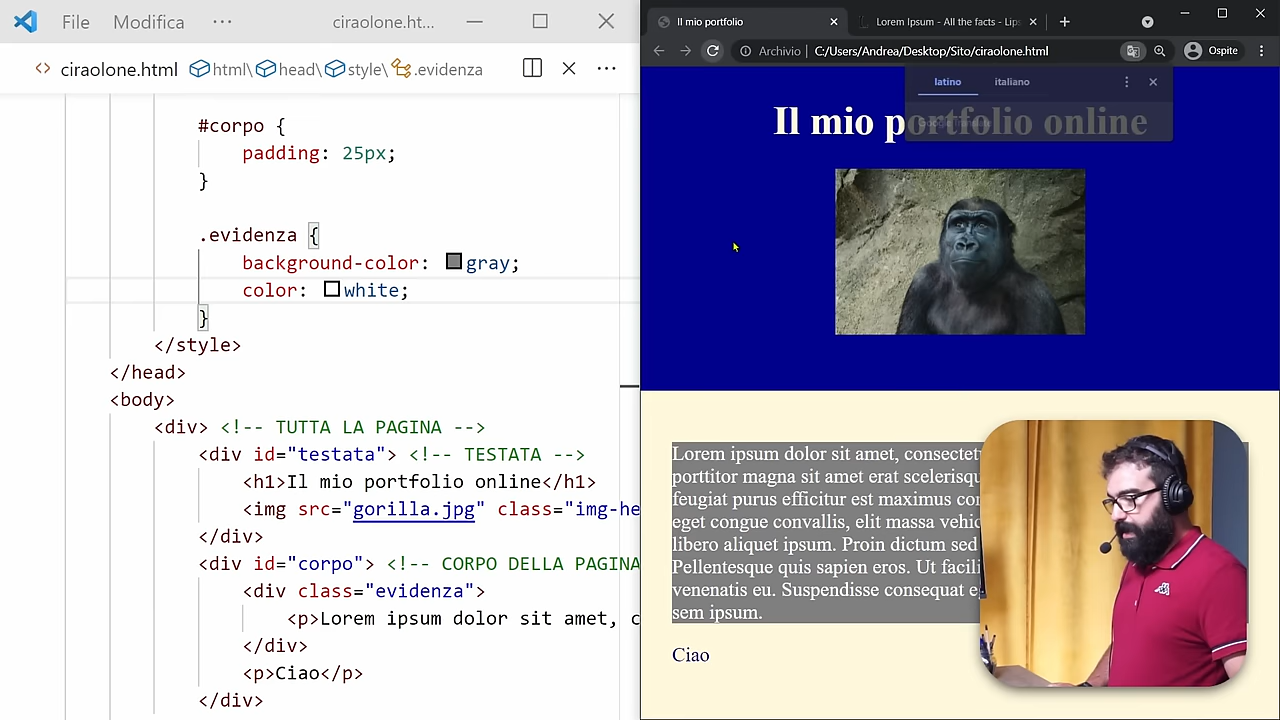 File Modifica ··· ciraolone.ht...
ciraolone.html html\ head\ style\ .evidenza ···
#corpo {
padding: 25px;
}
.evidenza {
background-color: gray;
color: white;
}
</style>
</head>
<body>
<div> <!-- TUTTA LA PAGINA -->
<div id="testata"> <!-- TESTATA -->
<h1>Il mio portfolio online</h1>
<img src="gorilla.jpg" class="img-he
</div>
<div id="corpo"> <!-- CORPO DELLA PAGINA
<div class="evidenza">
<p>Lorem ipsum dolor sit amet, c
</div>
<p>Ciao</p>
</div>
Il mio portfolio
Lorem Ipsum - All the facts - Lips
Archivio | C:/Users/Andrea/Desktop/Sito/ciraolone.html
Ospite
latino italiano
Il mio portfolio online
Lorem ipsum dolor sit amet, consectetu
porttitor magna sit amet erat scelerisqu
feugiat purus efficitur est maximus con
eget congue convallis, elit massa vehic
libero aliquet ipsum. Proin dictum sed
Pellentesque quis sapien eros. Ut facili
venenatis eu. Suspendisse consequat e
sem ipsum.
Ciao